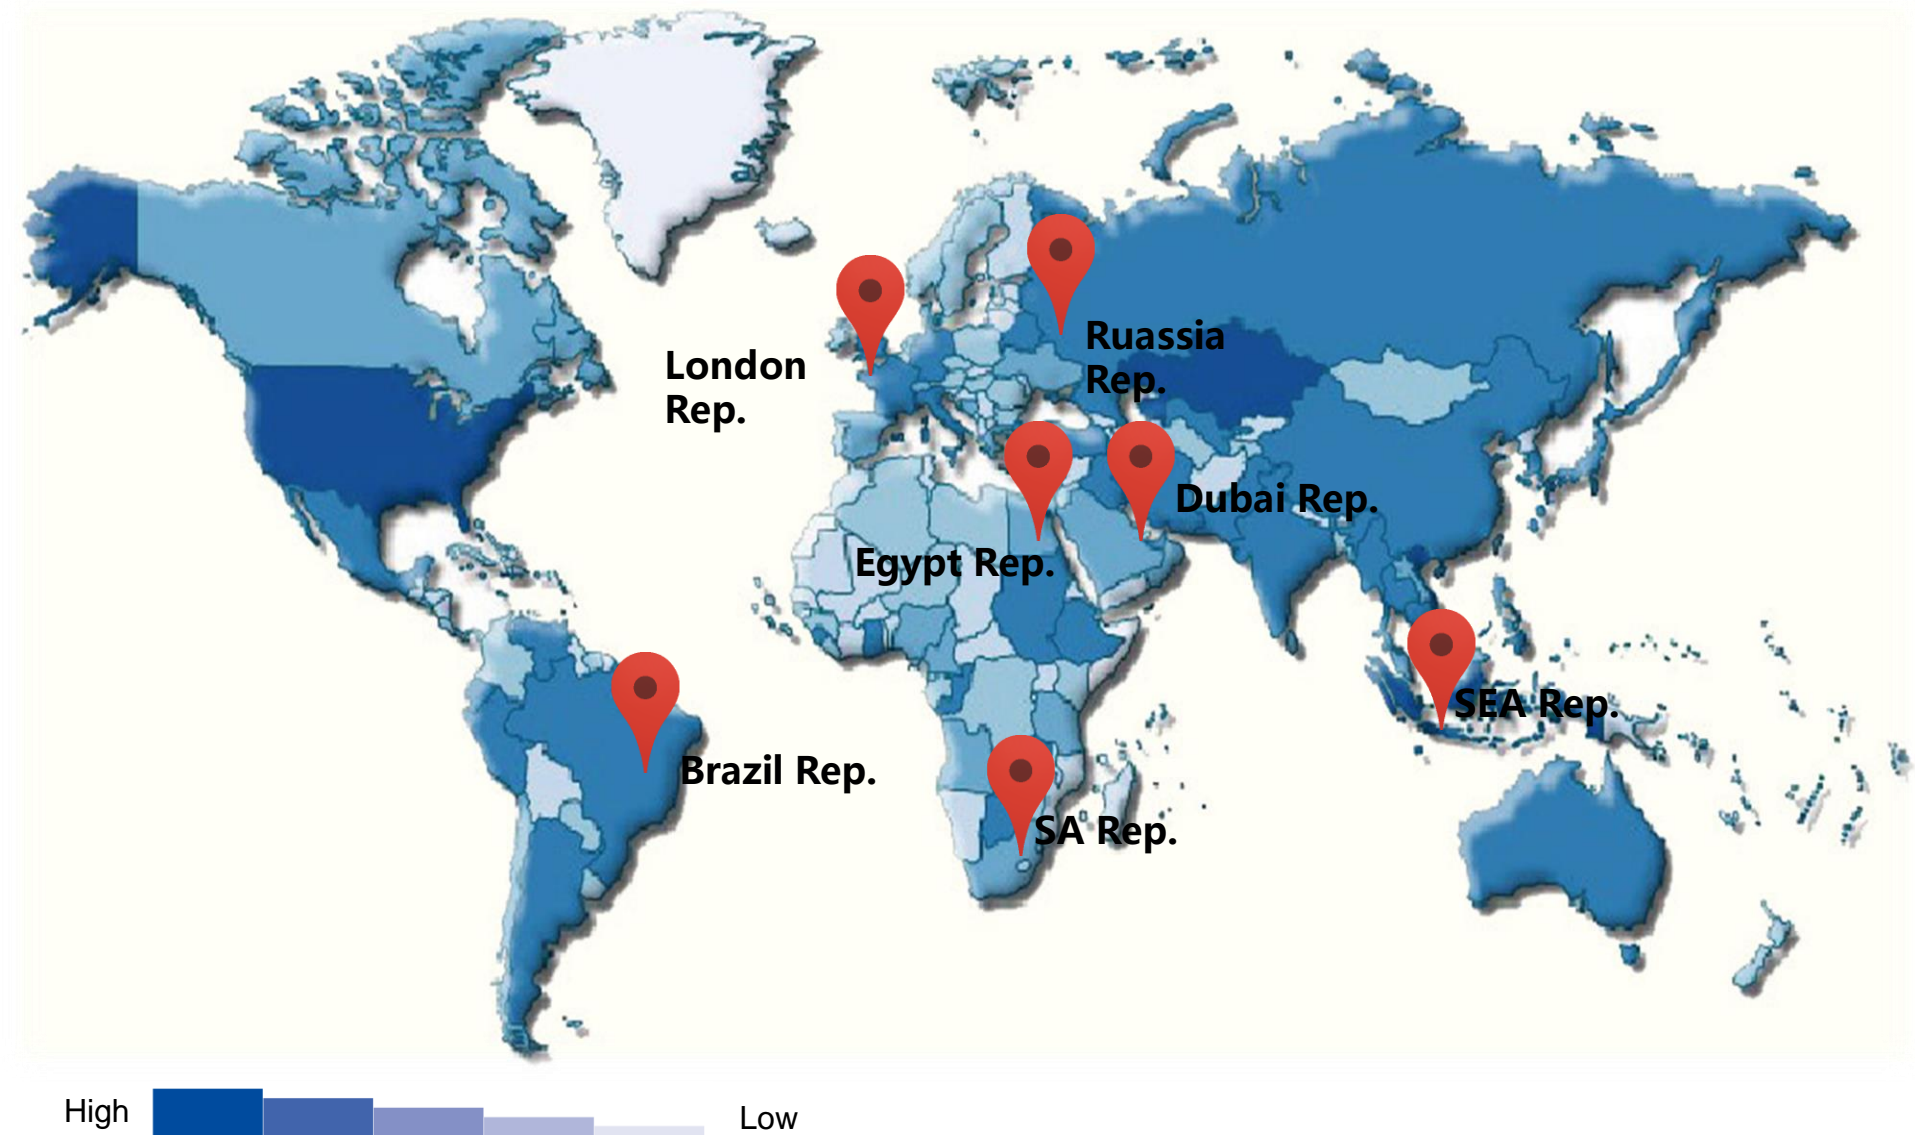 Ruassia
Rep.
London
Rep.
Dubai Rep.
Egypt Rep.
SEA Rep.
Brazil Rep.
SA Rep.
High
Low